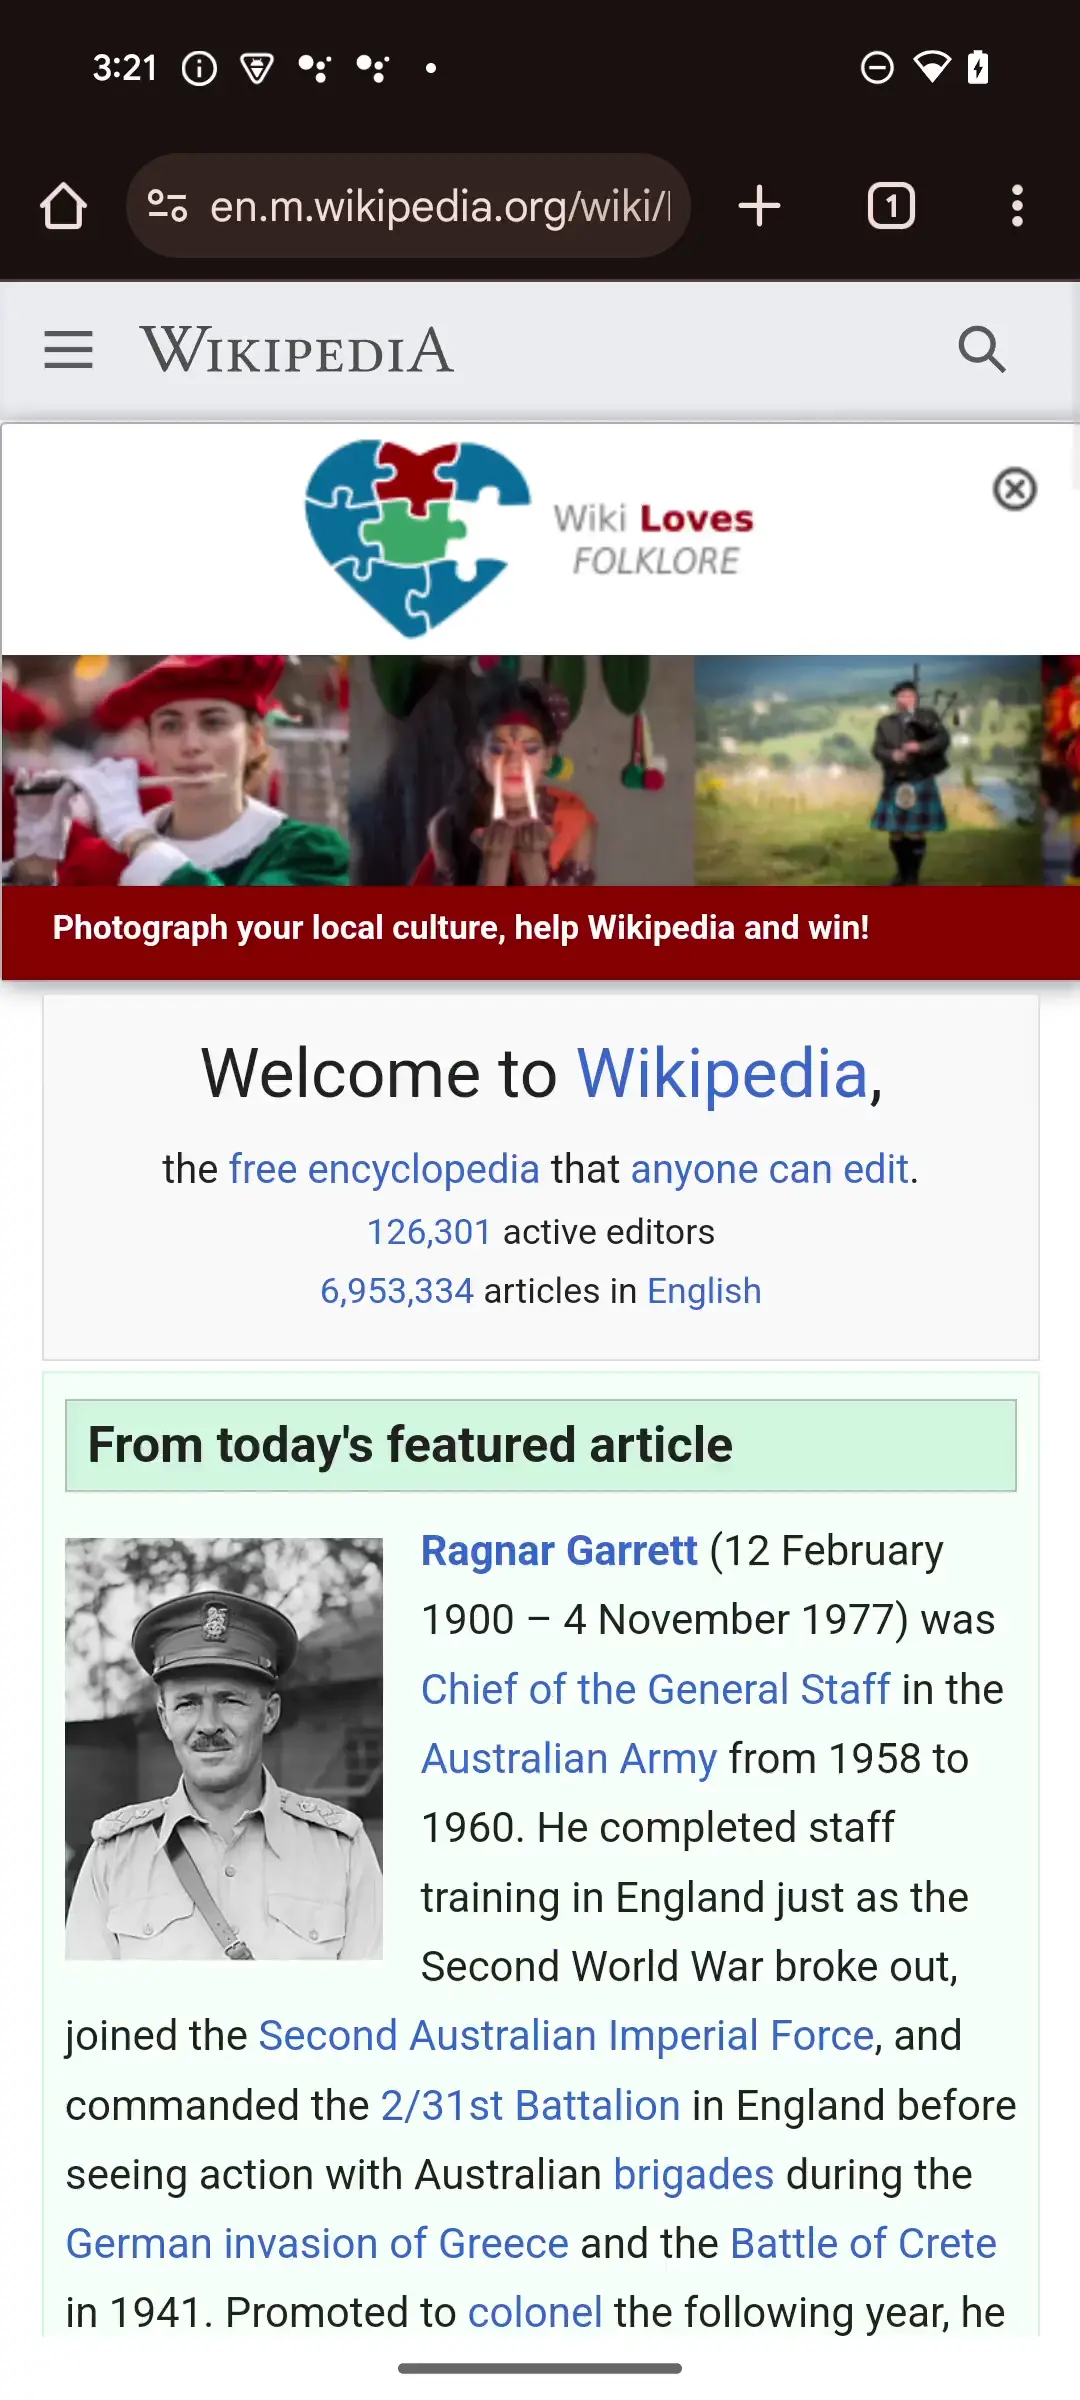 3:21
en.m.wikipedia.org/wiki/
1
WIKIPEDIA
Wiki Loves
FOLKLORE
Photograph your local culture, help Wikipedia and win!
Welcome to Wikipedia,
the free encyclopedia that anyone can edit.
126,301 active editors
6,953,334 articles in English
From today's featured article
Ragnar Garrett (12 February
1900 – 4 November 1977) was
Chief of the General Staff in the
Australian Army from 1958 to
1960. He completed staff
training in England just as the
Second World War broke out,
joined the Second Australian Imperial Force, and
commanded the 2/31st Battalion in England before
seeing action with Australian brigades during the
German invasion of Greece and the Battle of Crete
in 1941. Promoted to colonel the following year, he